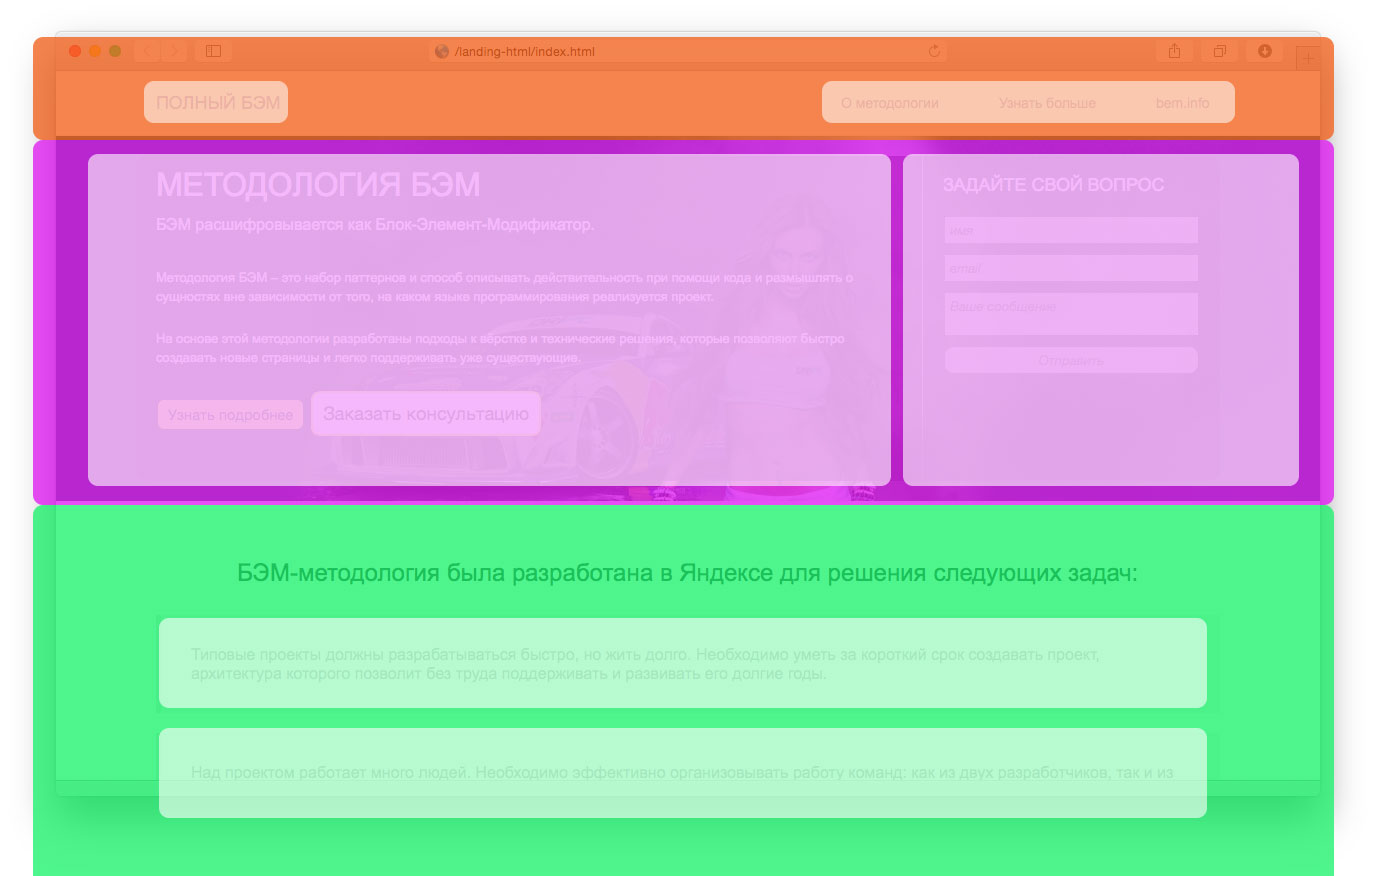 /landing-html/index.html
ПОЛНЫЙ БЭМ
О методологии
Узнать больше
bem.info
МЕТОДОЛОГИЯ БЭМ
БЭМ расшифровывается как Блок-Элемент-Модификатор.
Методология БЭМ – это набор паттернов и способ описывать действительность при помощи кода и размышлять о
сущностях вне зависимости от того, на каком языке программирования реализуется проект.
На основе этой методологии разработаны подходы к вёрстке и технические решения, которые позволяют быстро
создавать новые страницы и легко поддерживать уже существующие.
Узнать подробнее
Заказать консультацию
ЗАДАЙТЕ СВОЙ ВОПРОС
имя
email
Ваше сообщение
Отправить
БЭМ-методология была разработана в Яндексе для решения следующих задач:
Типовые проекты должны разрабатываться быстро, но жить долго. Необходимо уметь за короткий срок создавать проект,
архитектура которого позволит без труда поддерживать и развивать его долгие годы.
Над проектом работает много людей. Необходимо эффективно организовывать работу команд: как из двух разработчиков, так и из